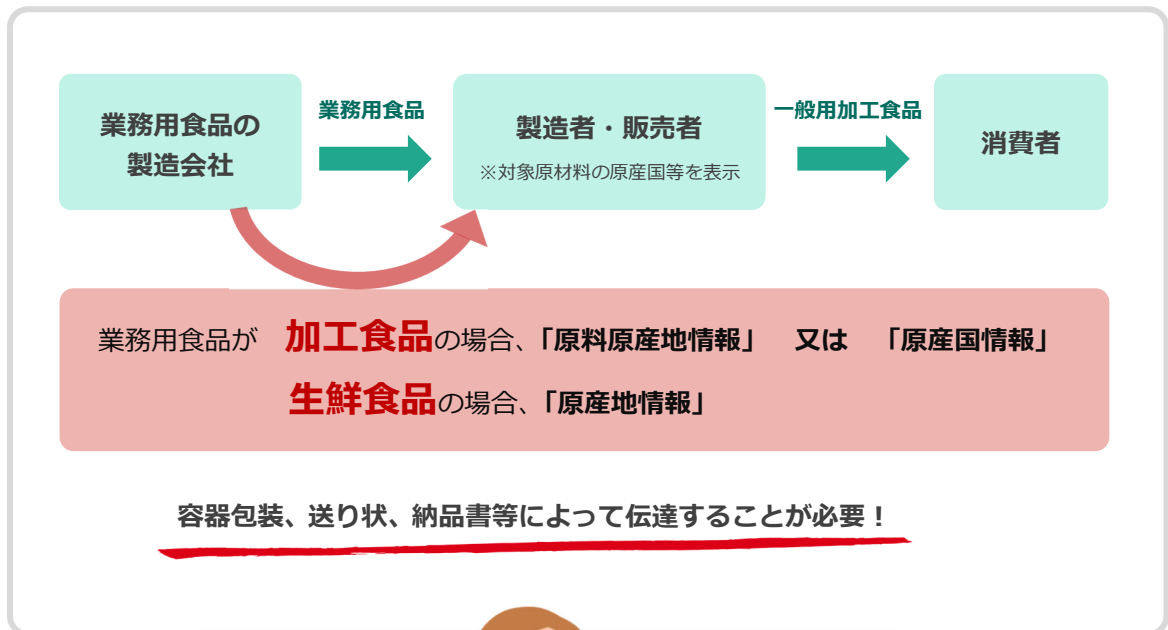 業務用食品の
製造会社
業務用食品
製造者・販売者
※対象原材料の原産国等を表示
一般用加工食品
消費者
業務用食品が 加工食品の場合、「原料原産地情報」 又は 「原産国情報」
生鮮食品の場合、「原産地情報」
容器包装、送り状、納品書等によって伝達することが必要！